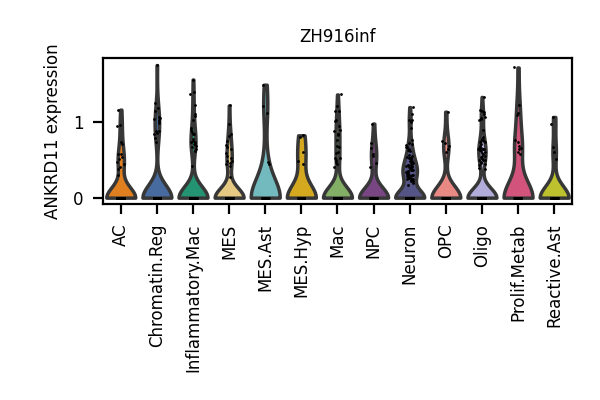 ZH916inf
ANKRD11 expression
1
0
AC
Chromatin.Reg
Inflammatory.Mac
MES
MES.Ast
MES.Hyp
Mac
NPC
Neuron
OPC
Oligo
Prolif.Metab
Reactive.Ast